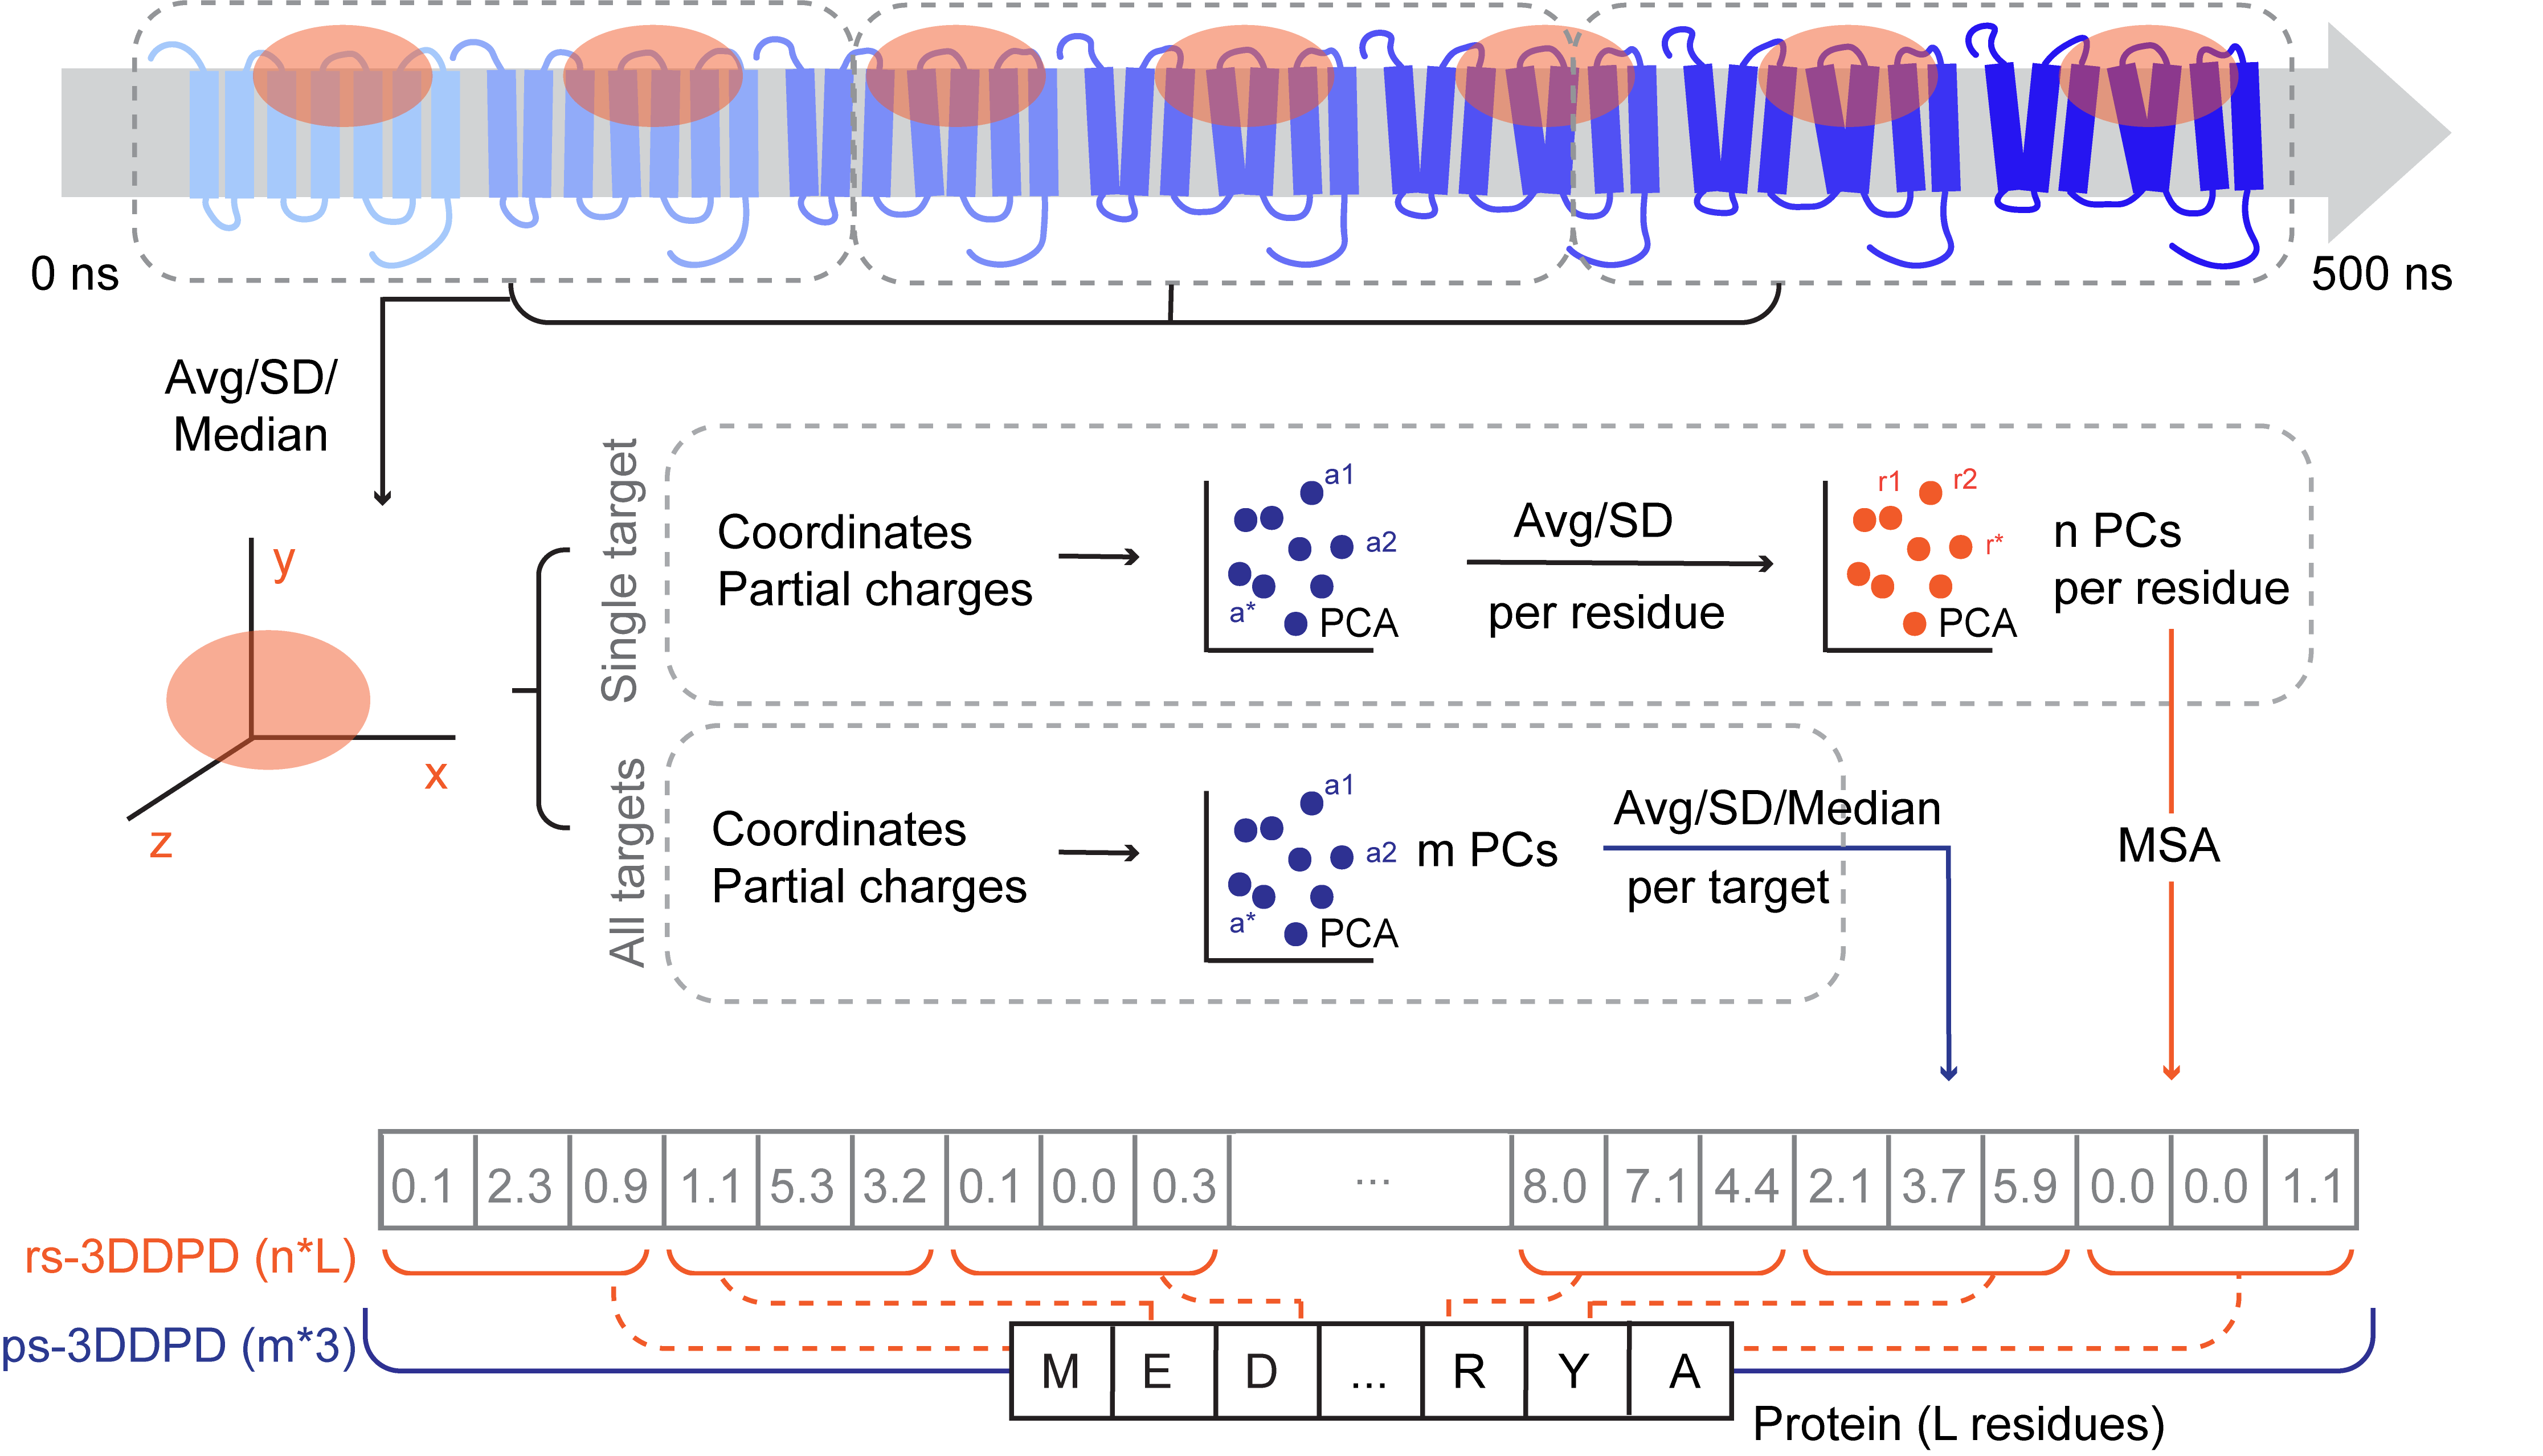 0 ns
500 ns
Avg/SD/
Median
y
x
z
Single target
Coordinates
Partial charges
a1
a2
a*
PCA
Avg/SD
per residue
r1
r2
r*
PCA
n PCs
per residue
All targets
Coordinates
Partial charges
a1
a2
a*
PCA
m PCs
Avg/SD/Median
per target
MSA
0.1 2.3 0.9 1.1 5.3 3.2 0.1 0.0 0.3 ... 8.0 7.1 4.4 2.1 3.7 5.9 0.0 0.0 1.1
rs-3DDPD (n*L)
ps-3DDPD (m*3)
M E D ... R Y A
Protein (L residues)